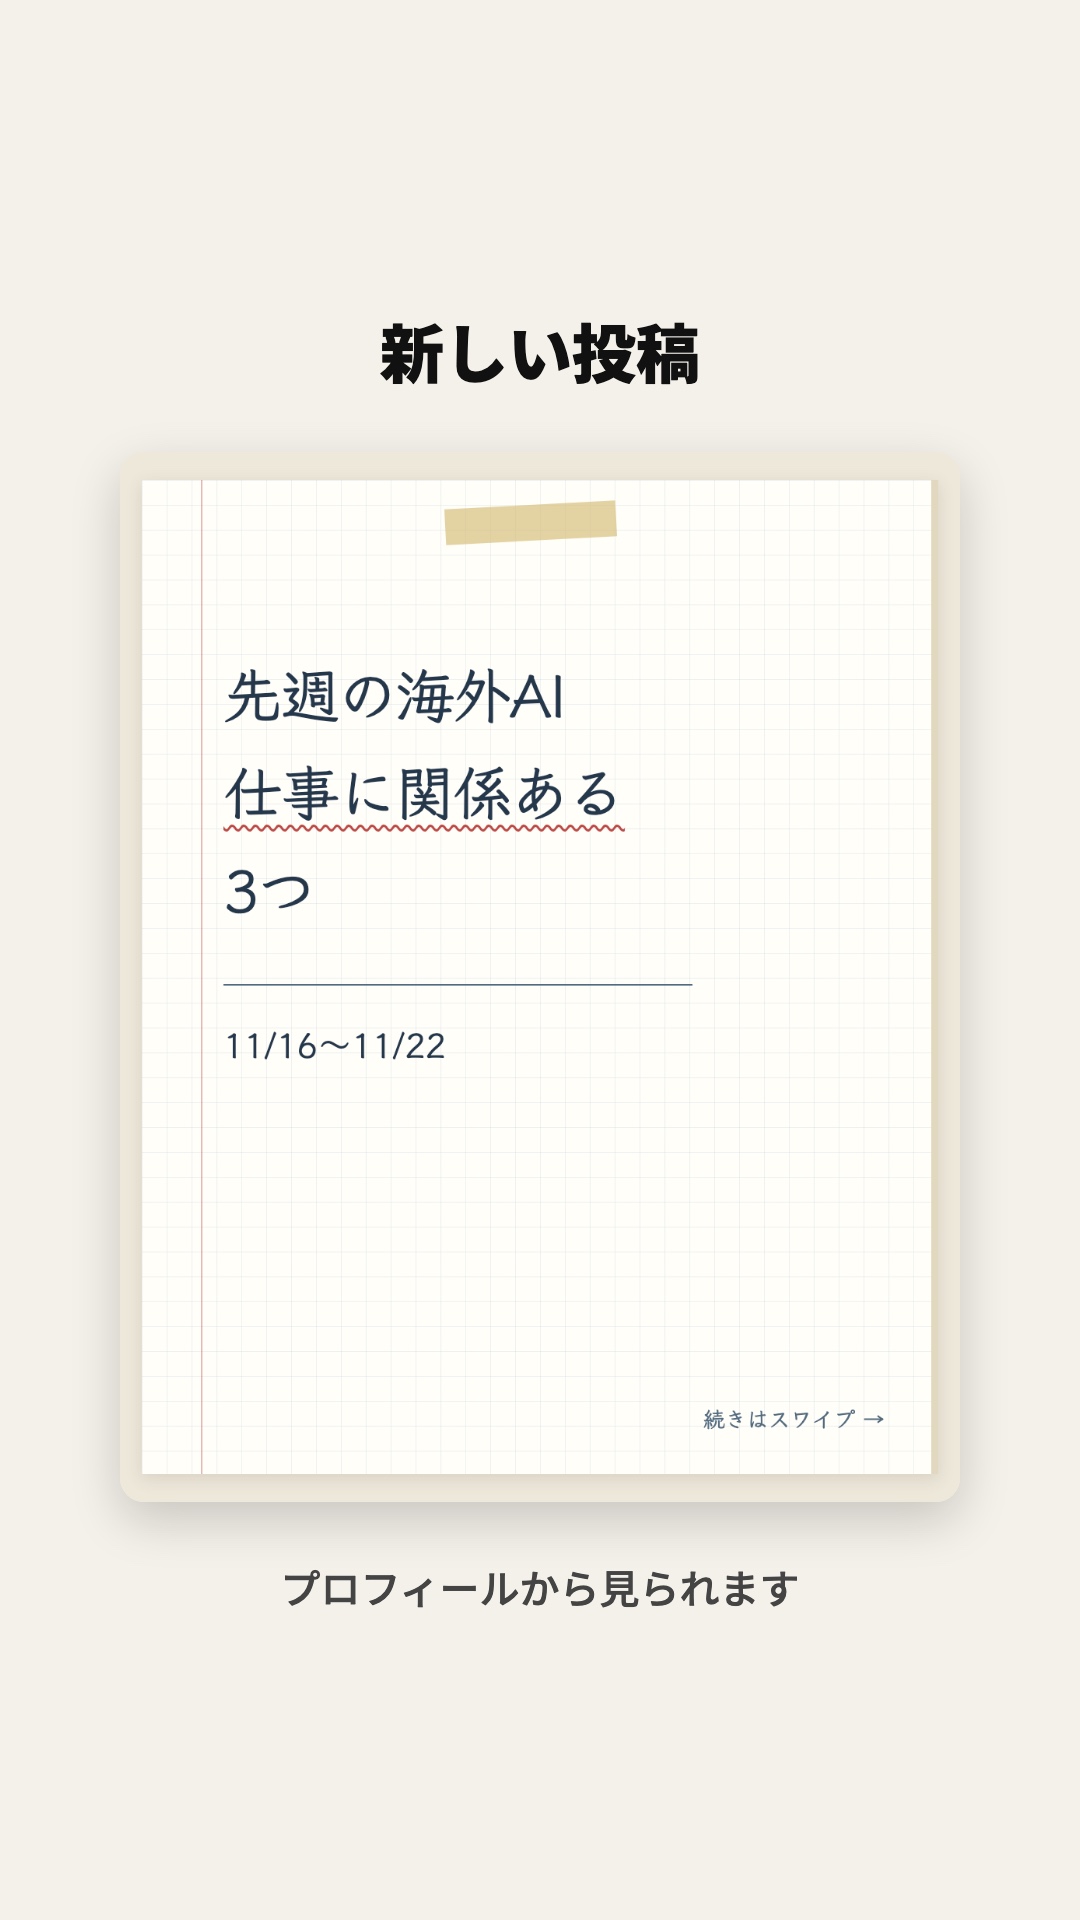 新しい投稿
先週の海外AI
仕事に関係ある
3つ
11/16〜11/22
続きはスワイプ →
プロフィールから見られます